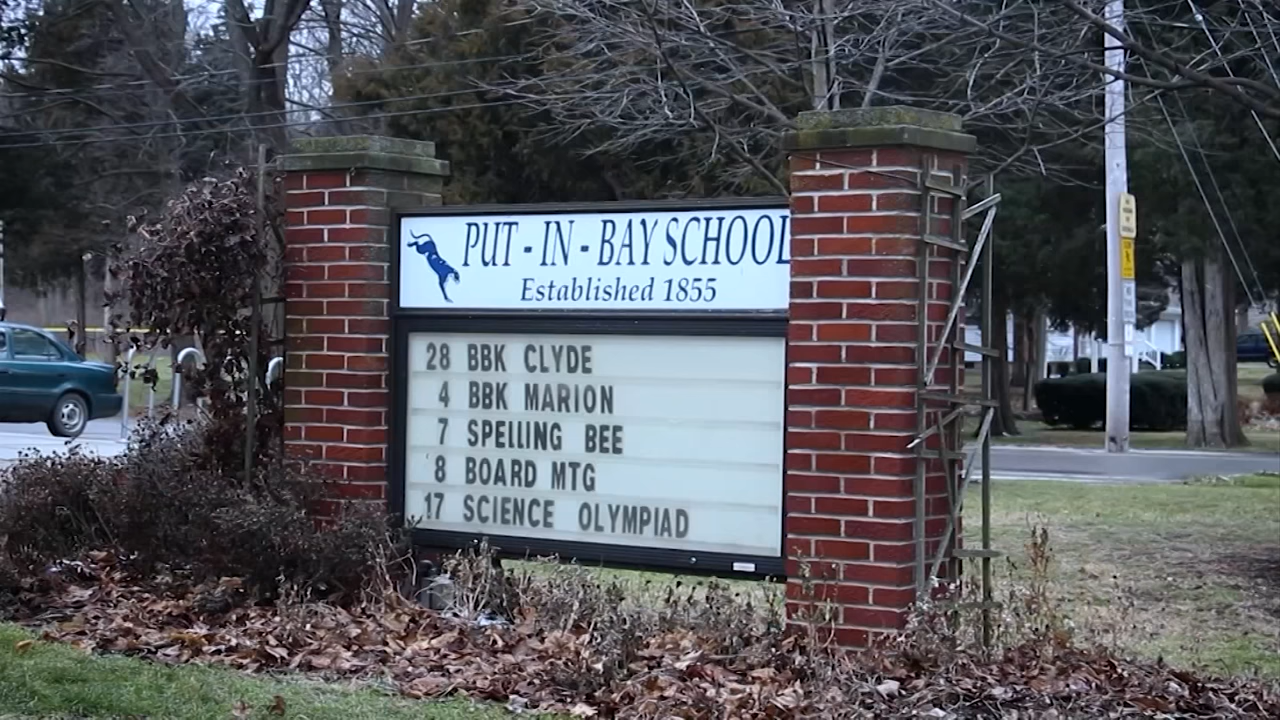 PUT-IN-BAY SCHOOL
Established 1855
28 BBK CLYDE
4 BBK MARION
7 SPELLING BEE
8 BOARD MTG
17 SCIENCE OLYMPIAD